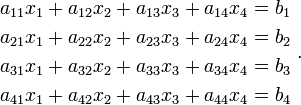 a₁₁x₁ + a₁₂x₂ + a₁₃x₃ + a₁₄x₄ = b₁
a₂₁x₁ + a₂₂x₂ + a₂₃x₃ + a₂₄x₄ = b₂
a₃₁x₁ + a₃₂x₂ + a₃₃x₃ + a₃₄x₄ = b₃ .
a₄₁x₁ + a₄₂x₂ + a₄₃x₃ + a₄₄x₄ = b₄